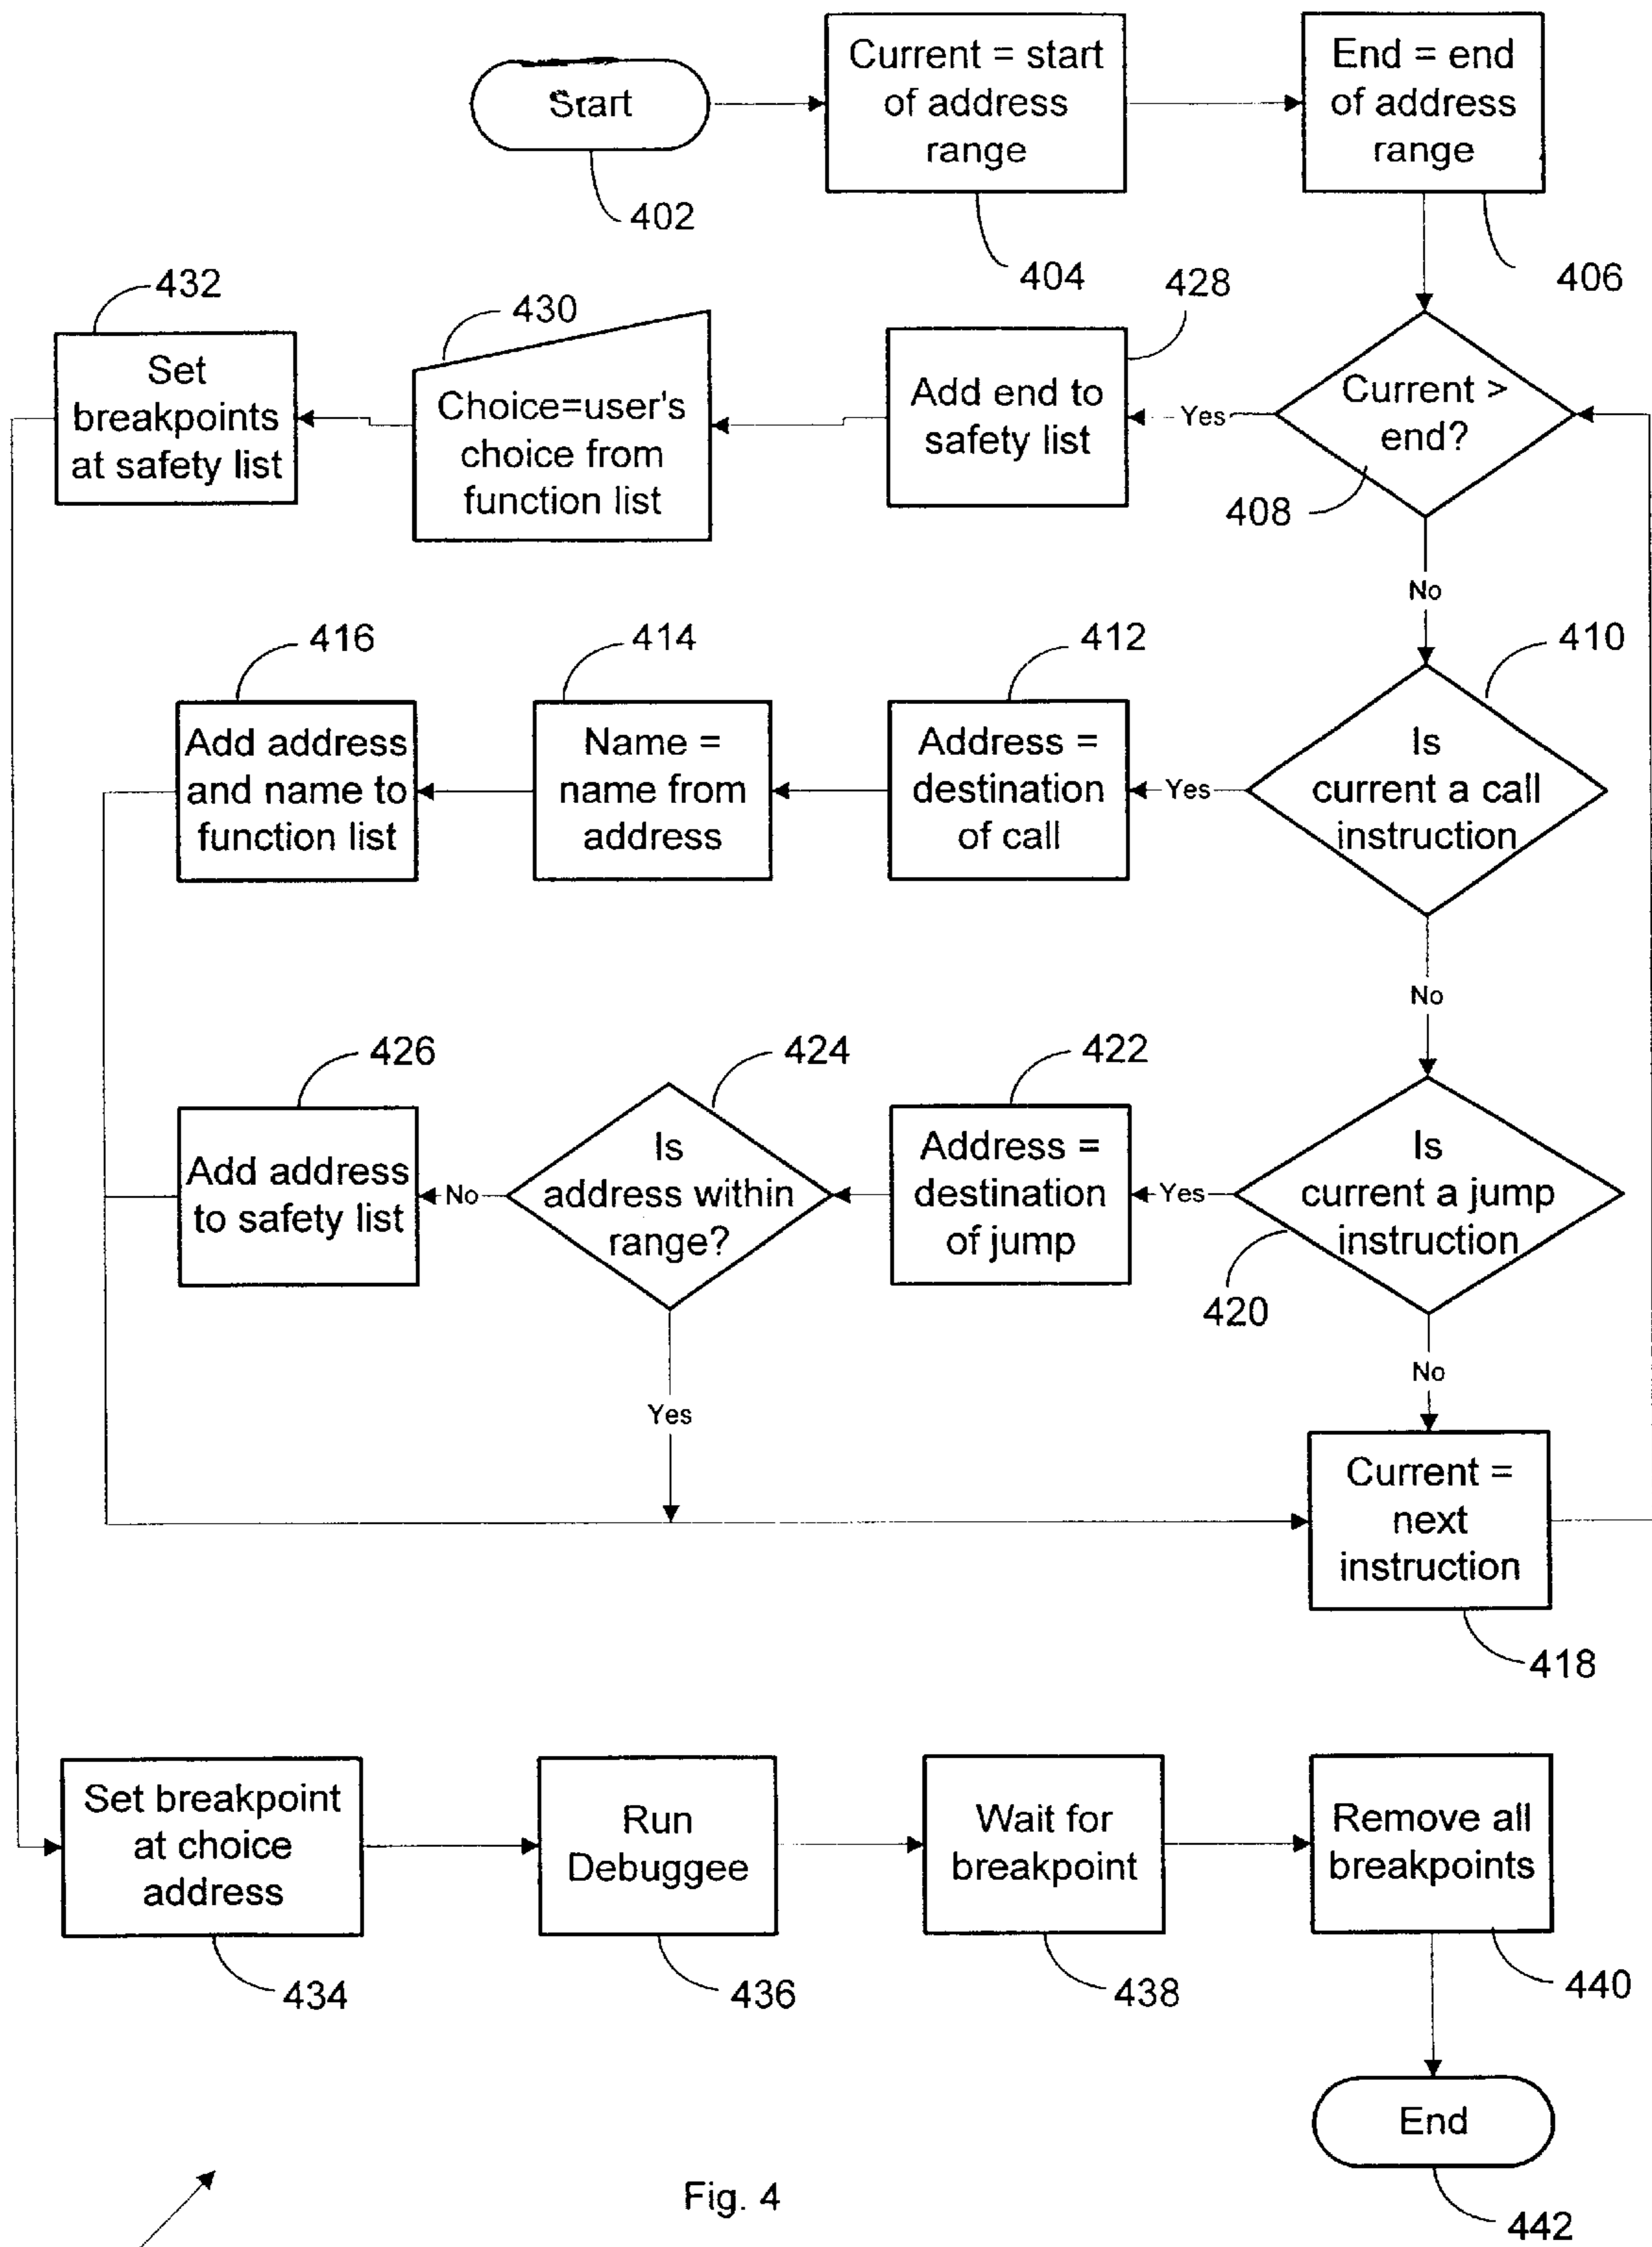 Start
402
Current = start
of address
range
404
End = end
of address
range
406
432
Set
breakpoints
at safety list
430
Choice=user's
choice from
function list
428
Add end to
safety list
Yes
Current >
end?
408
No
416
Add address
and name to
function list
414
Name =
name from
address
412
Address =
destination
of call
Yes
410
Is
current a call
instruction
No
426
Add address
to safety list
No
424
Is
address within
range?
Yes
422
Address =
destination
of jump
Yes
Is
current a jump
instruction
420
No
Current =
next
instruction
418
Set breakpoint
at choice
address
434
Run
Debuggee
436
Wait for
breakpoint
438
Remove all
breakpoints
440
End
442
Fig. 4